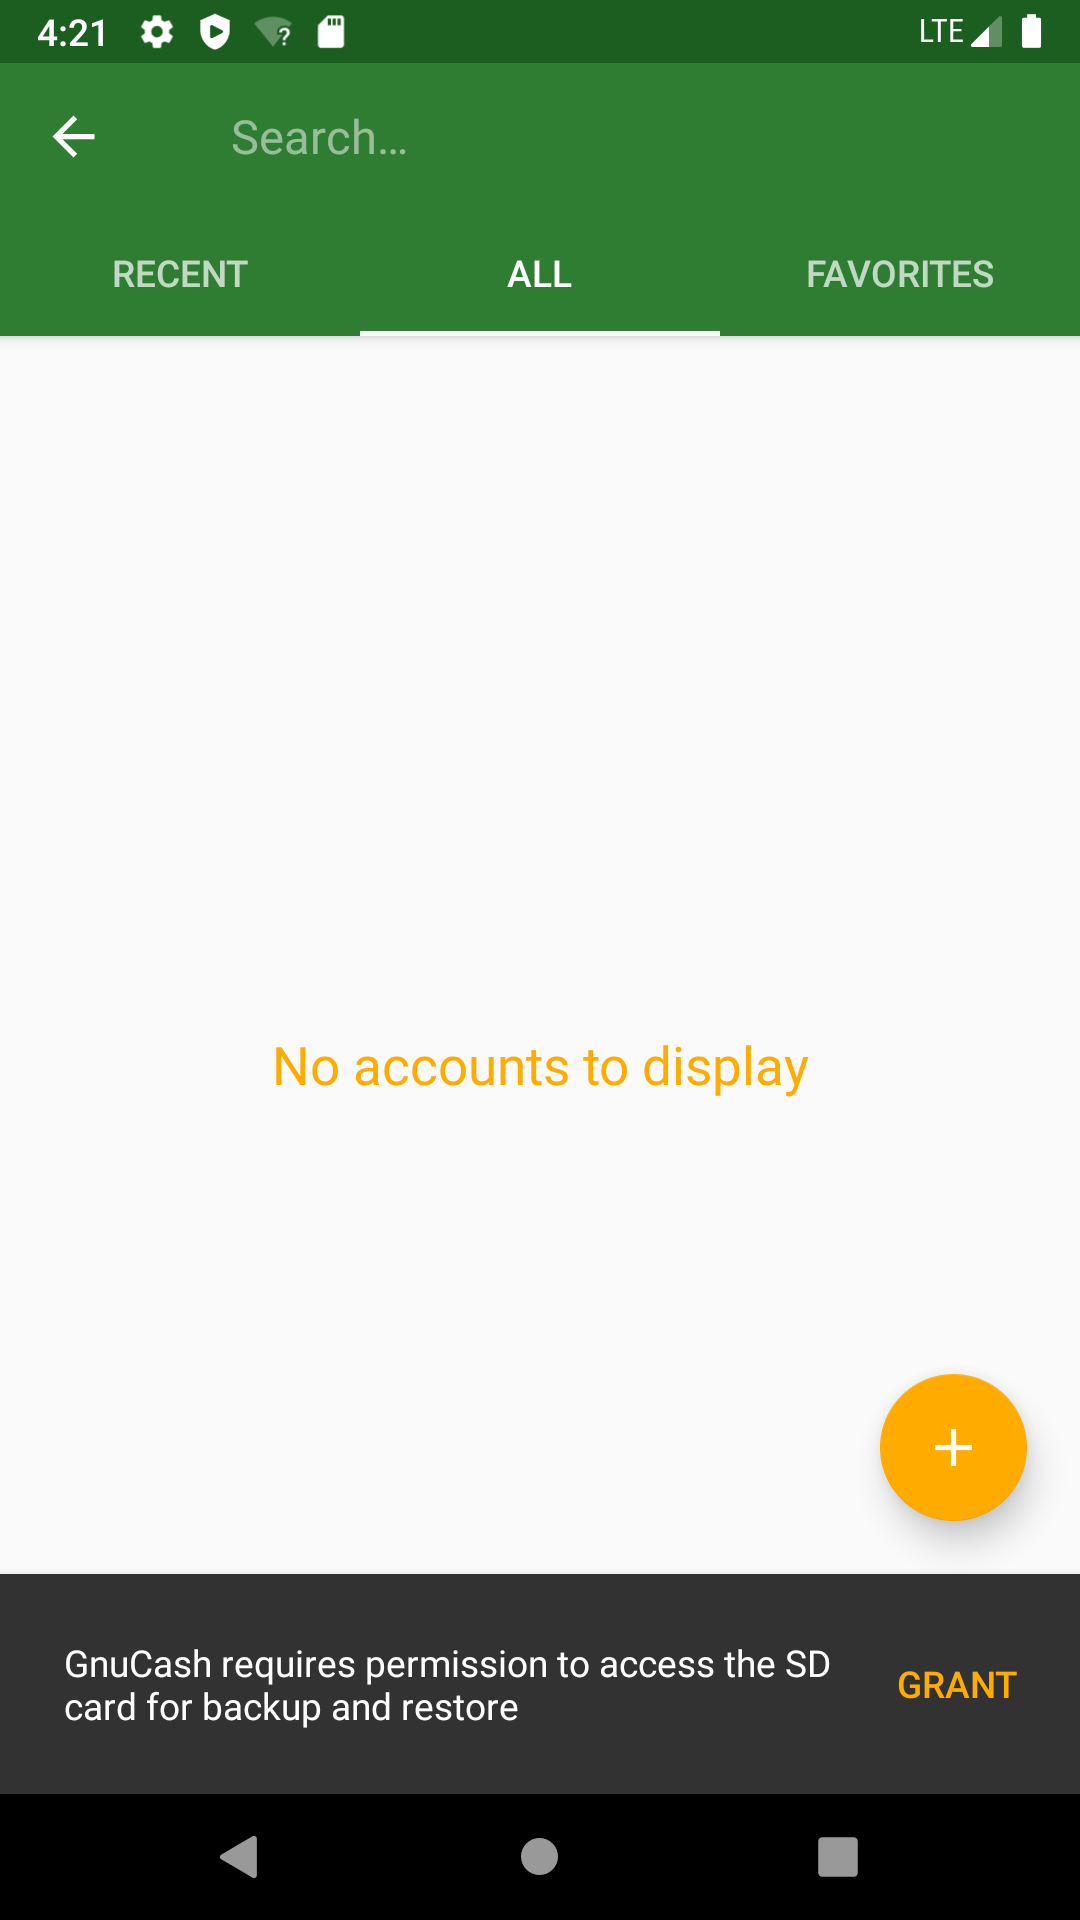 4:21
LTE
Search…
RECENT
ALL
FAVORITES
No accounts to display
GnuCash requires permission to access the SD
card for backup and restore
GRANT